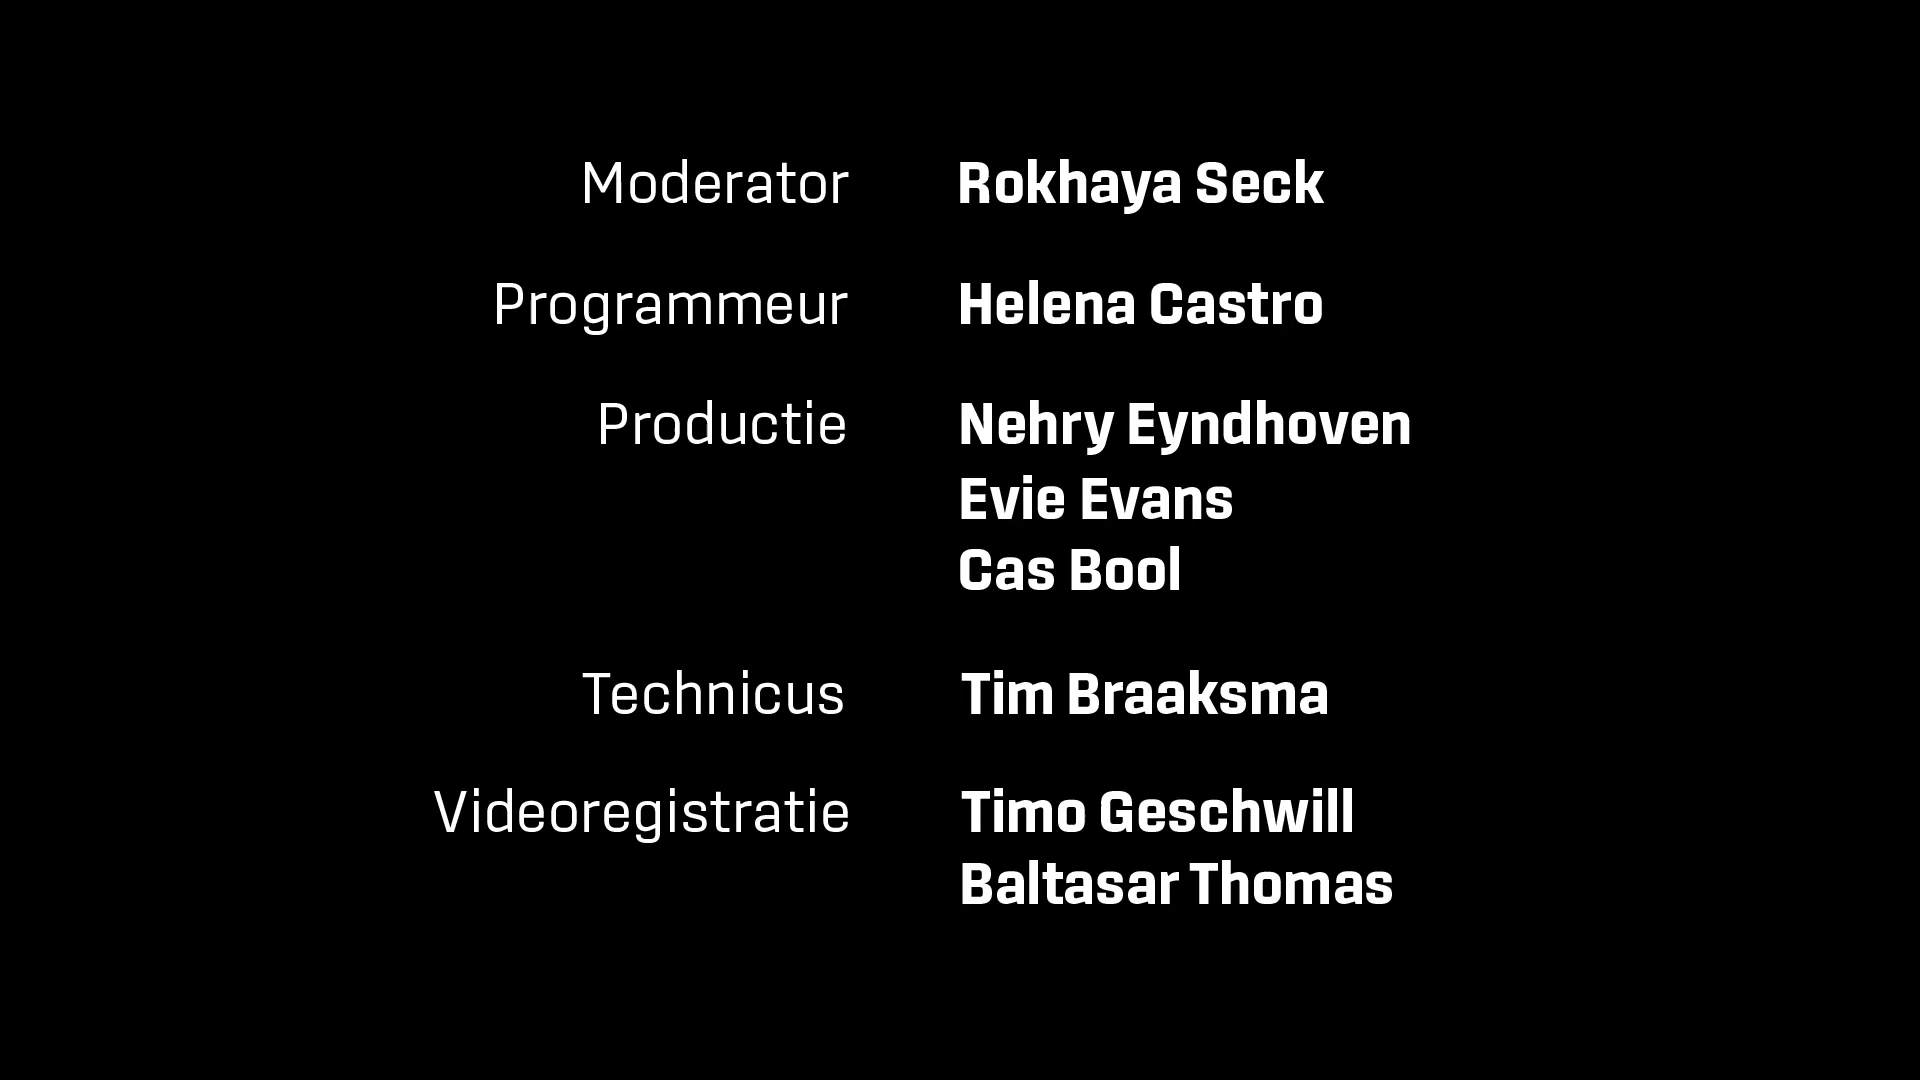 Moderator Rokhaya Seck
Programmeur Helena Castro
Productie Nehry Eyndhoven
Evie Evans
Cas Bool
Technicus Tim Braaksma
Videoregistratie Timo Geschwill
Baltasar Thomas